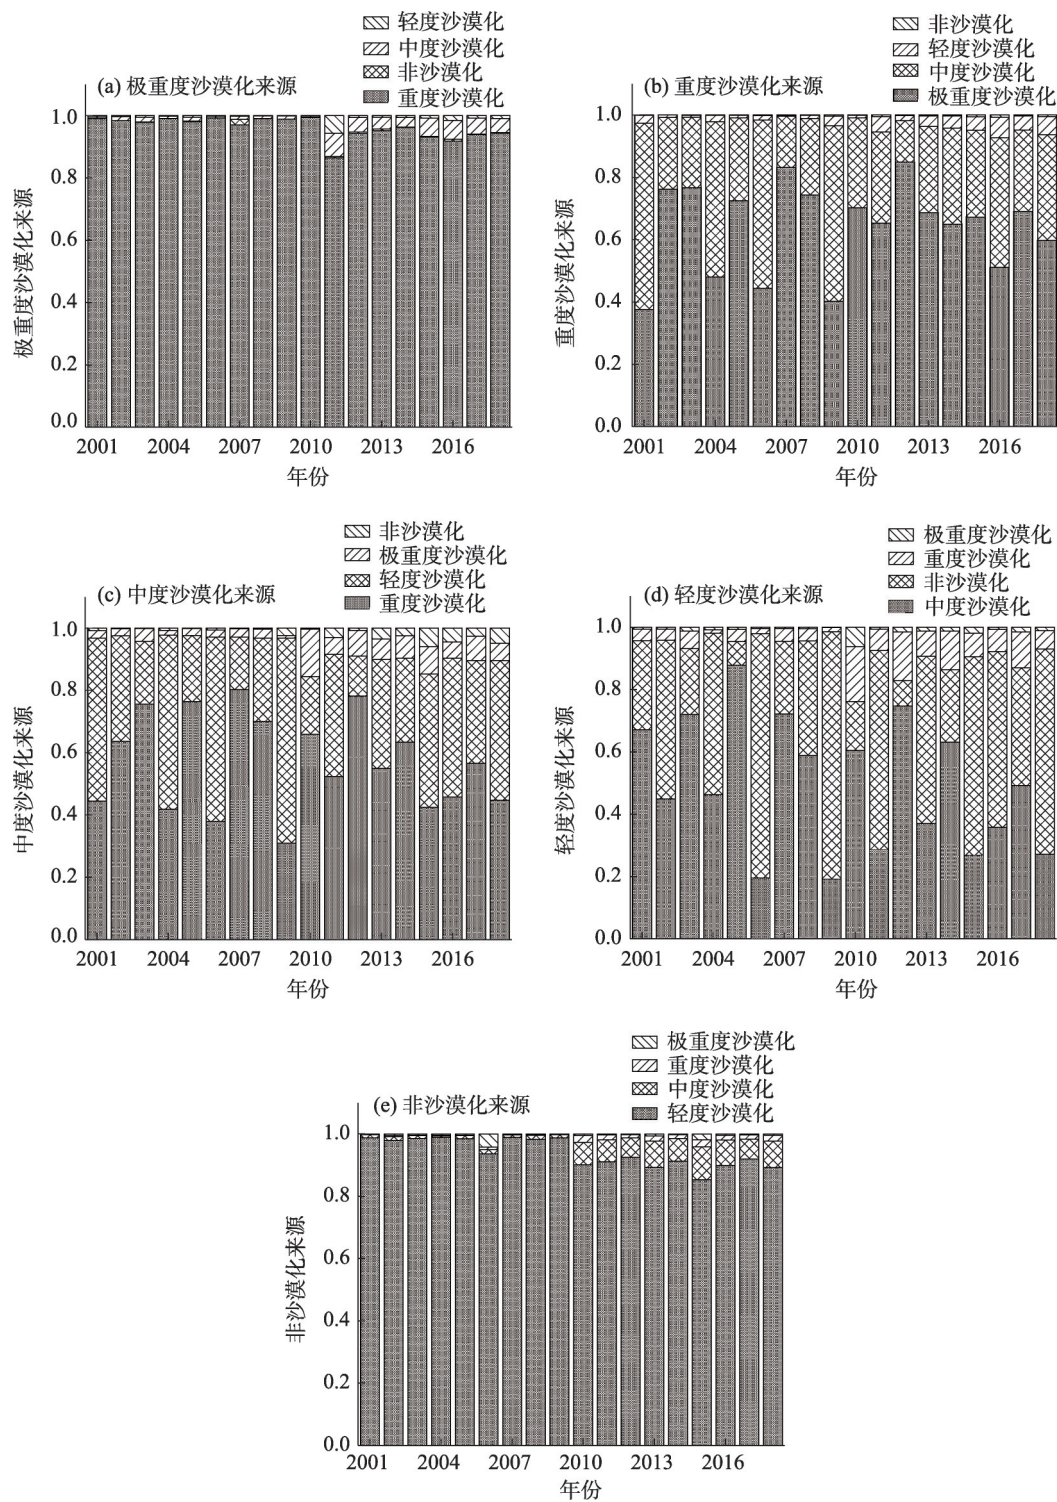 轻度沙漠化
中度沙漠化
非沙漠化
重度沙漠化
(a) 极重度沙漠化来源
1.0
0.8
0.6
0.4
0.2
0.0
极重度沙漠化来源
2001 2004 2007 2010 2013 2016
年份
非沙漠化
轻度沙漠化
中度沙漠化
极重度沙漠化
(b) 重度沙漠化来源
1.0
0.8
0.6
0.4
0.2
0.0
重度沙漠化来源
2001 2004 2007 2010 2013 2016
年份
非沙漠化
极重度沙漠化
轻度沙漠化
重度沙漠化
(c) 中度沙漠化来源
1.0
0.8
0.6
0.4
0.2
0.0
中度沙漠化来源
2001 2004 2007 2010 2013 2016
年份
极重度沙漠化
重度沙漠化
非沙漠化
中度沙漠化
(d) 轻度沙漠化来源
1.0
0.8
0.6
0.4
0.2
0.0
轻度沙漠化来源
2001 2004 2007 2010 2013 2016
年份
极重度沙漠化
重度沙漠化
中度沙漠化
轻度沙漠化
(e) 非沙漠化来源
1.0
0.8
0.6
0.4
0.2
0.0
非沙漠化来源
2001 2004 2007 2010 2013 2016
年份